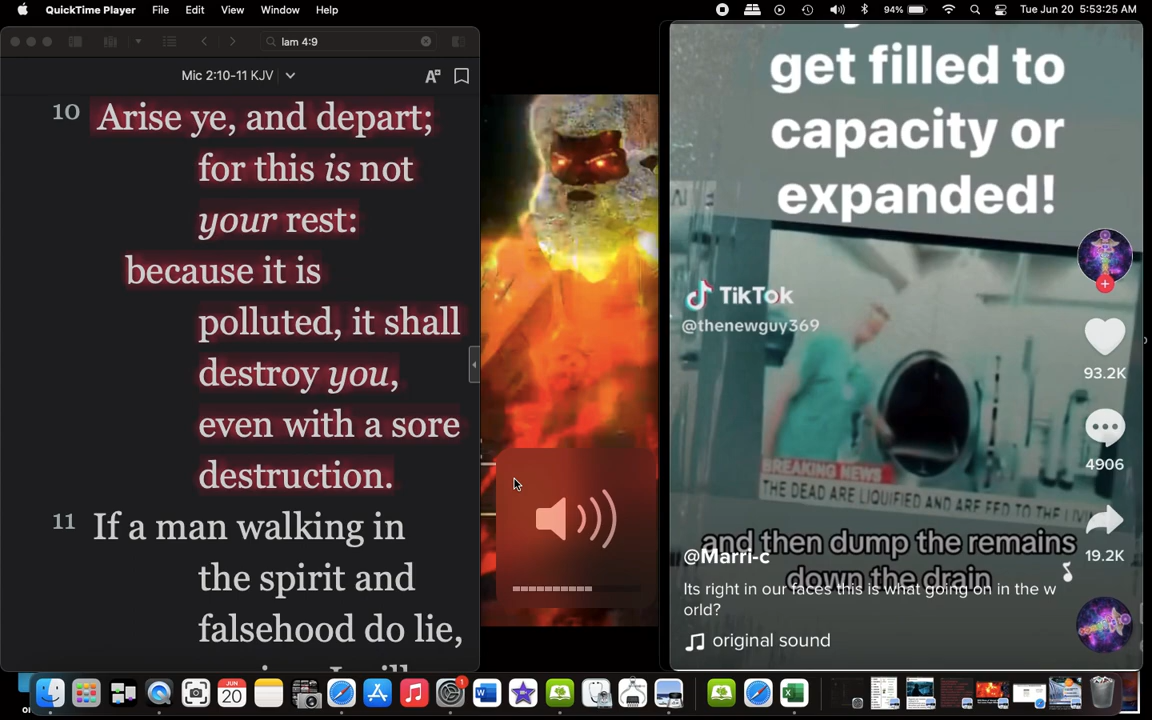 QuickTime Player File Edit View Window Help
94% Tue Jun 20 5:53:25 AM
lam 4:9
Mic 2:10-11 KJV
10 Arise ye, and depart;
for this is not
your rest:
because it is
polluted, it shall
destroy you,
even with a sore
destruction.
11 If a man walking in
the spirit and
falsehood do lie,
get filled to
capacity or
expanded!
TikTok
@thenewguy369
93.2K
4906
19.2K
BREAKING NEWS
THE DEAD ARE LIQUIFIED AND ARE FED TO THE LIVIN
and then dump the remains
down the drain
@Marri-c
Its right in our faces this is what going on in the w
orld?
original sound
JUN
20
1